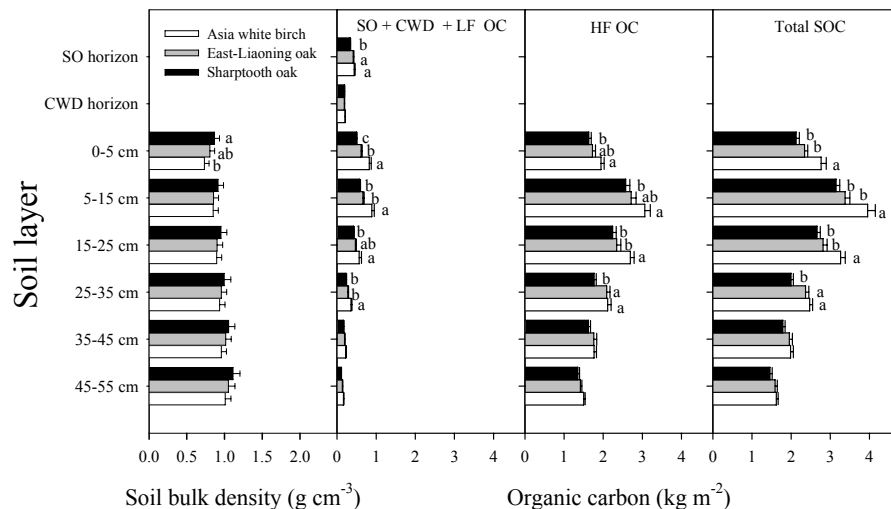 SO + CWD + LF OC
HF OC
Total SOC
Asia white birch
East-Liaoning oak
Sharptooth oak
Soil layer
SO horizon
b
a
a
CWD horizon
0-5 cm
a
ab
b
c
b
a
b
ab
a
b
b
a
5-15 cm
b
b
a
b
ab
a
b
b
a
15-25 cm
b
ab
a
b
b
a
b
b
a
25-35 cm
b
b
a
b
a
a
b
a
a
35-45 cm
45-55 cm
0.0 0.5 1.0 1.5 2.0
0 1 2 3 4
0 1 2 3 4
0 1 2 3 4
Soil bulk density (g cm-3)
Organic carbon (kg m-2)